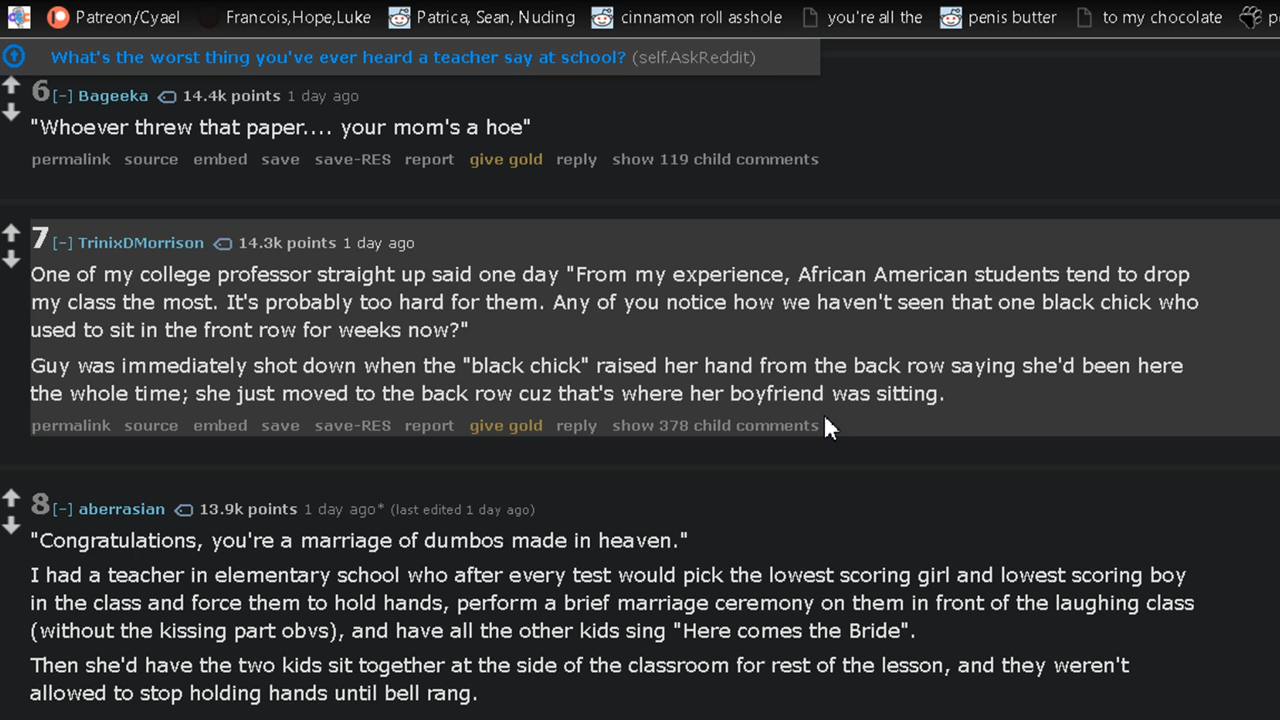 Patreon/Cyael Francois,Hope,Luke Patrica, Sean, Nuding cinnamon roll asshole you're all the penis butter to my chocolate
What's the worst thing you've ever heard a teacher say at school? (self.AskReddit)
6 [-] Bageeka 14.4k points 1 day ago
"Whoever threw that paper.... your mom's a hoe"
permalink source embed save save-RES report give gold reply show 119 child comments
7 [-] TrinixDMorrison 14.3k points 1 day ago
One of my college professor straight up said one day "From my experience, African American students tend to drop
my class the most. It's probably too hard for them. Any of you notice how we haven't seen that one black chick who
used to sit in the front row for weeks now?"
Guy was immediately shot down when the "black chick" raised her hand from the back row saying she'd been here
the whole time; she just moved to the back row cuz that's where her boyfriend was sitting.
permalink source embed save save-RES report give gold reply show 378 child comments
8 [-] aberrasian 13.9k points 1 day ago* (last edited 1 day ago)
"Congratulations, you're a marriage of dumbos made in heaven."
I had a teacher in elementary school who after every test would pick the lowest scoring girl and lowest scoring boy
in the class and force them to hold hands, perform a brief marriage ceremony on them in front of the laughing class
(without the kissing part obvs), and have all the other kids sing "Here comes the Bride".
Then she'd have the two kids sit together at the side of the classroom for rest of the lesson, and they weren't
allowed to stop holding hands until bell rang.